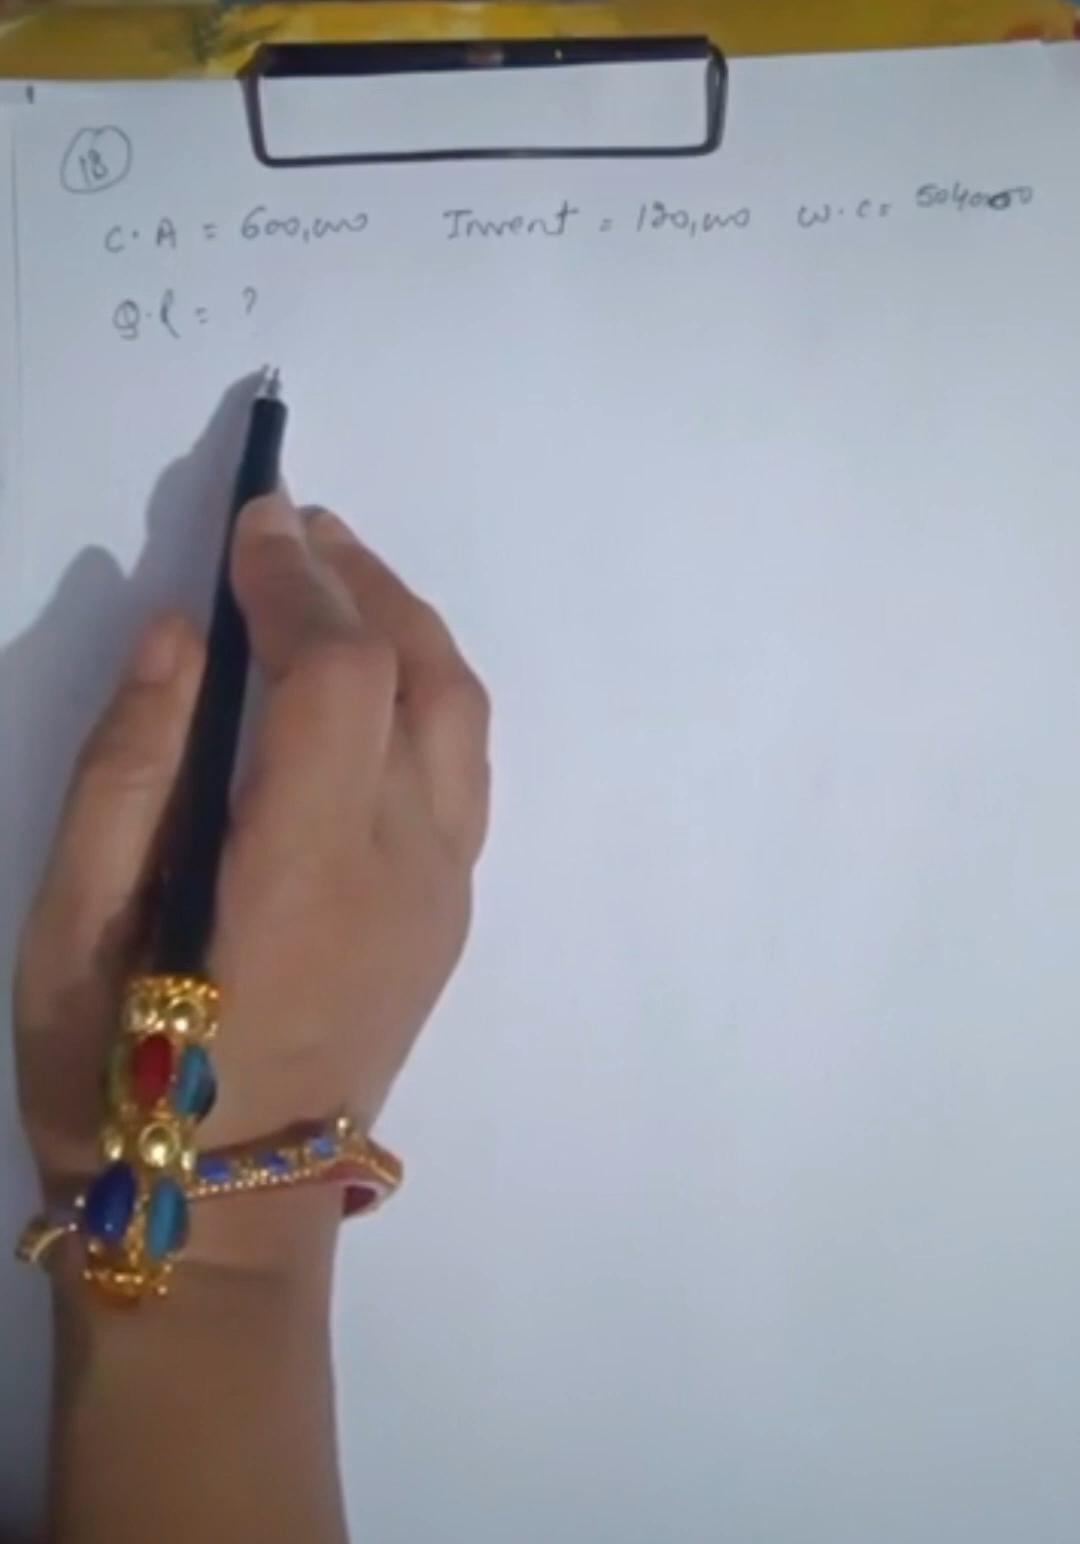 18
C.A = 600,000 Invent = 120,000 W.C = 504000
Q.R = ?